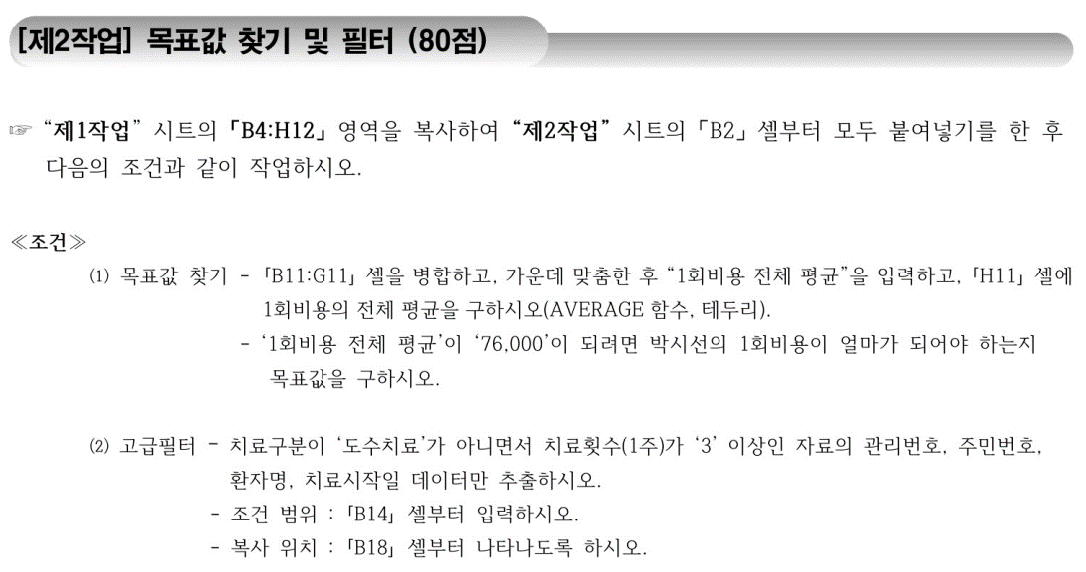 [제2작업] 목표값 찾기 및 필터 (80점)
☞ “제1작업” 시트의 「B4:H12」 영역을 복사하여 “제2작업” 시트의 「B2」 셀부터 모두 붙여넣기를 한 후
다음의 조건과 같이 작업하시오.
≪조건≫
⑴ 목표값 찾기 - 「B11:G11」 셀을 병합하고, 가운데 맞춤한 후 “1회비용 전체 평균”을 입력하고, 「H11」 셀에
1회비용의 전체 평균을 구하시오(AVERAGE 함수, 테두리).
- ‘1회비용 전체 평균’이 ‘76,000’이 되려면 박시선의 1회비용이 얼마가 되어야 하는지
목표값을 구하시오.
⑵ 고급필터 - 치료구분이 ‘도수치료’가 아니면서 치료횟수(1주)가 ‘3’ 이상인 자료의 관리번호, 주민번호,
환자명, 치료시작일 데이터만 추출하시오.
- 조건 범위 : 「B14」 셀부터 입력하시오.
- 복사 위치 : 「B18」 셀부터 나타나도록 하시오.